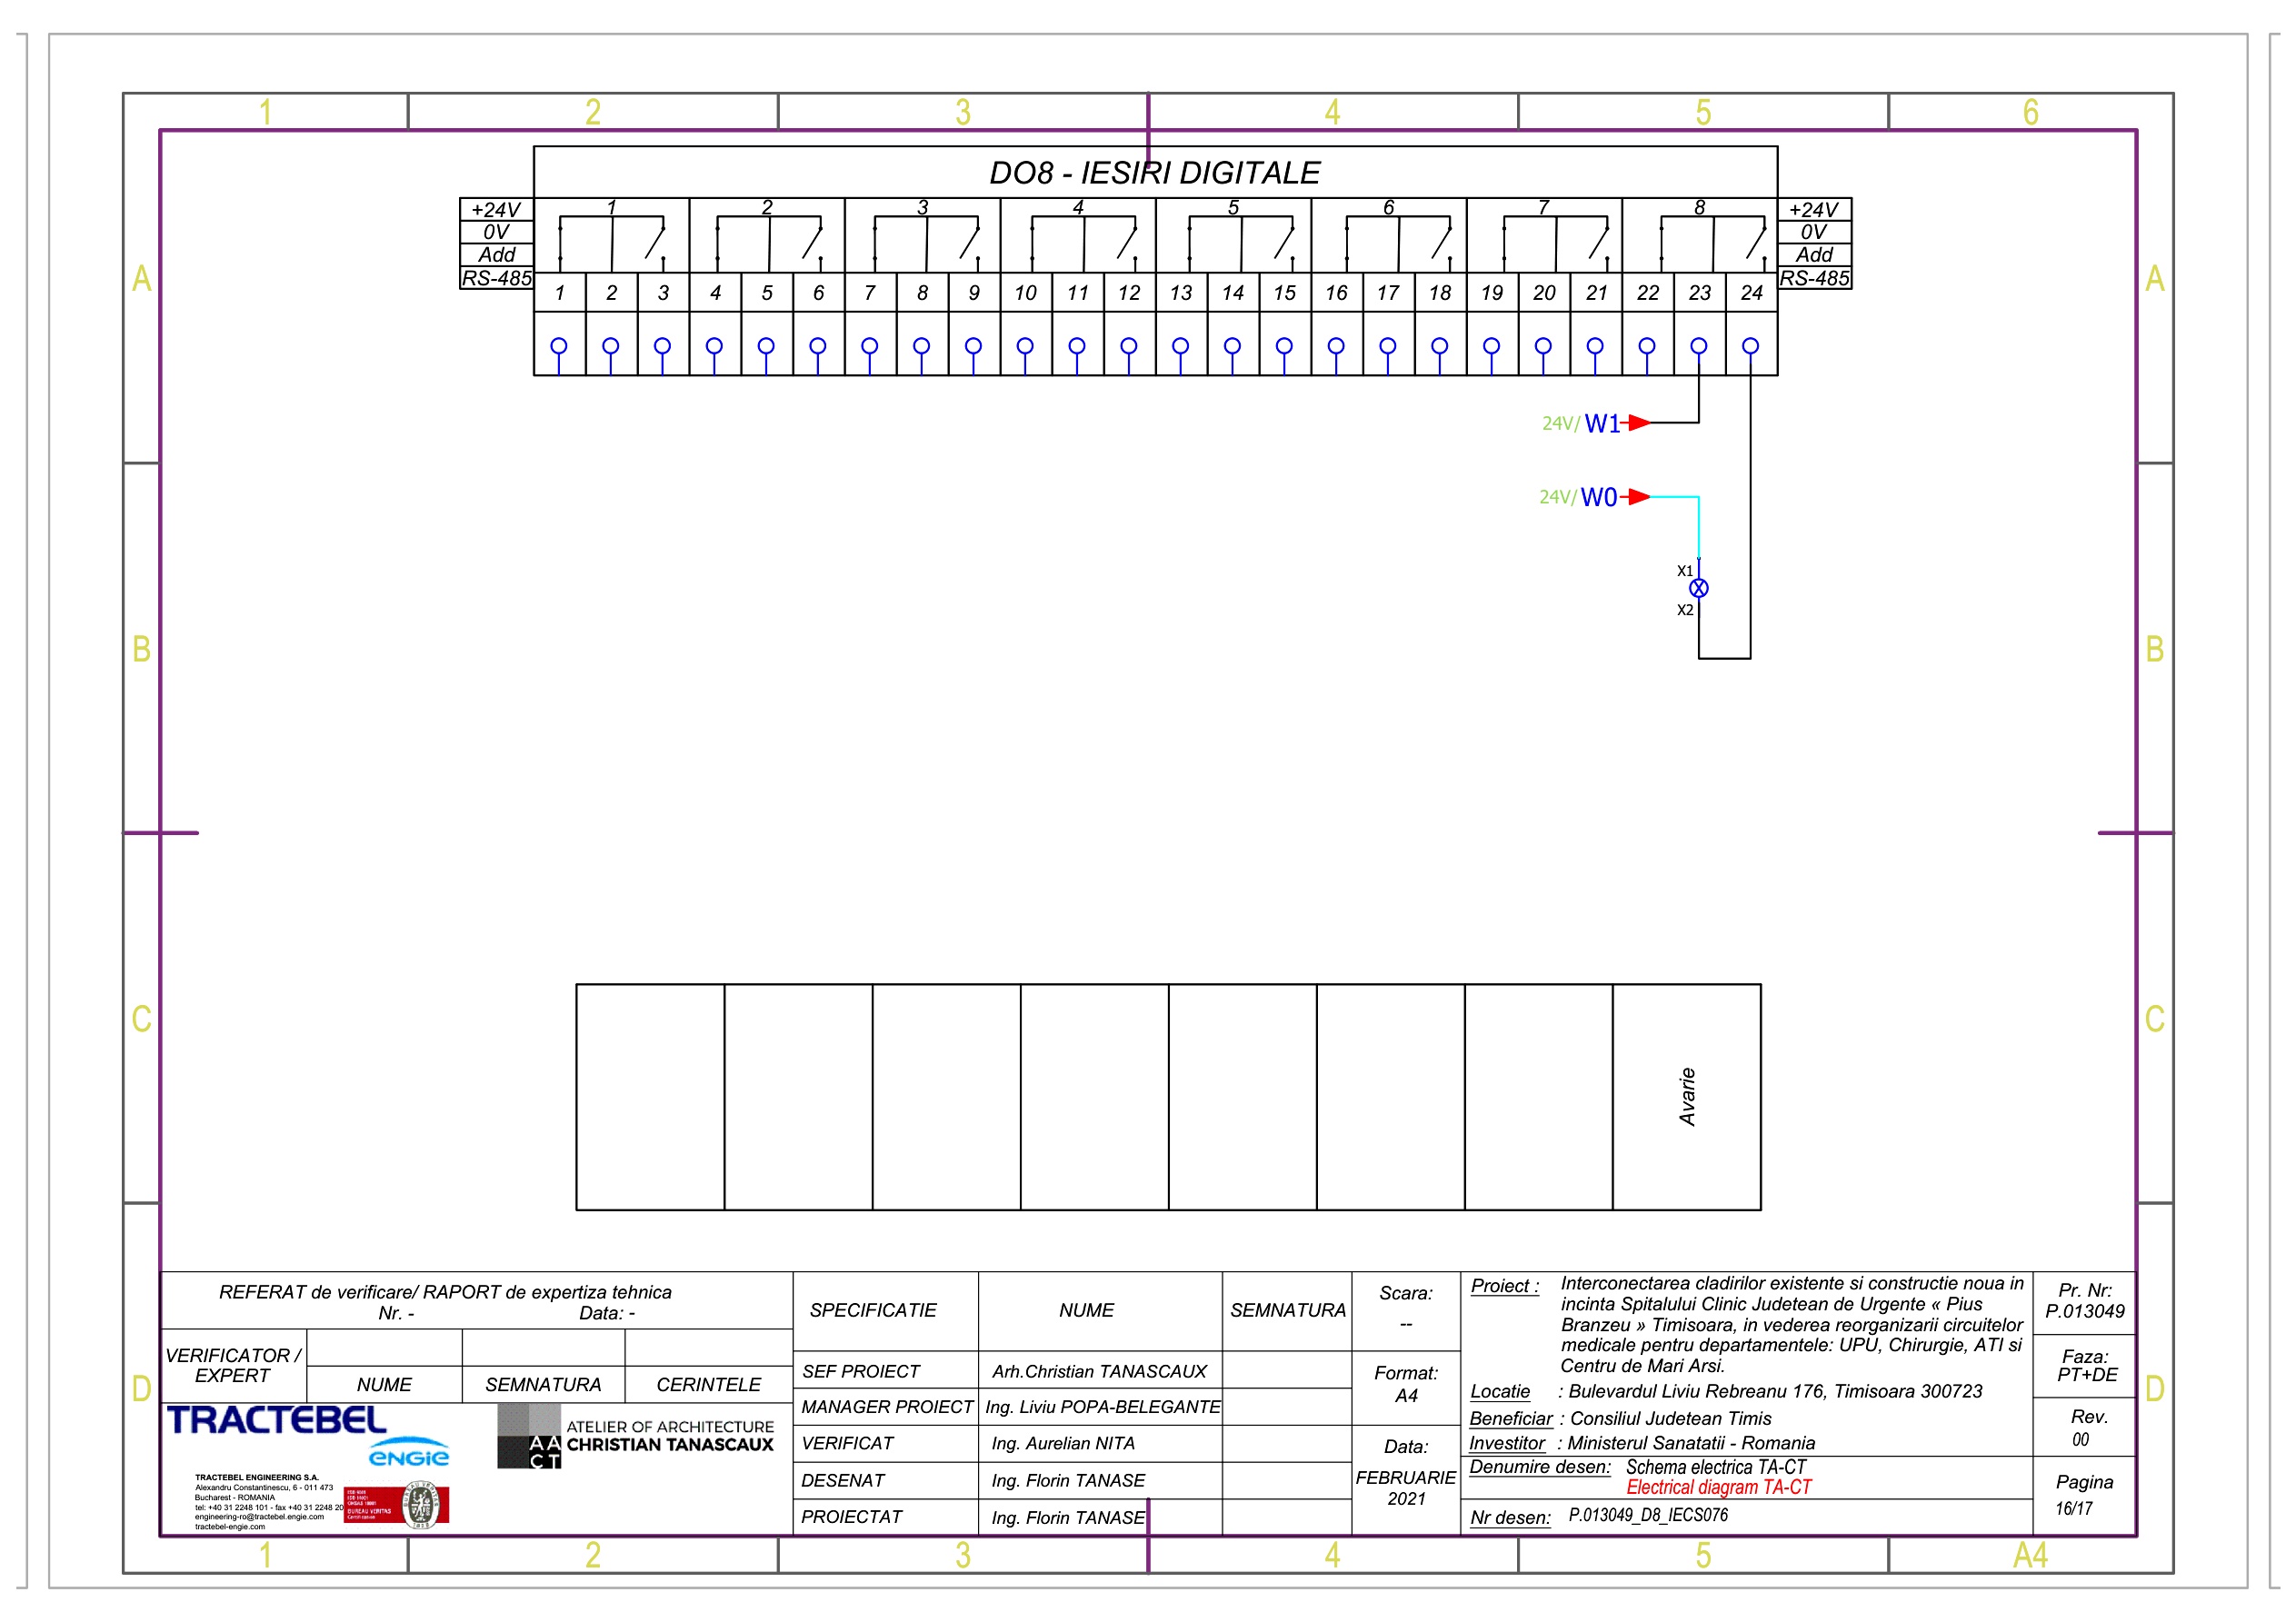 1 2 3 4 5 6
DO8 - IESIRI DIGITALE
+24V 1 2 3 4 5 6 7 8 +24V
0V 0V
Add Add
RS-485 RS-485
1 2 3 4 5 6 7 8 9 10 11 12 13 14 15 16 17 18 19 20 21 22 23 24
A A
24V/ W1
24V/ W0
X1
X2
B B
C C
Avarie
REFERAT de verificare/ RAPORT de expertiza tehnica
Nr. - Data: -
VERIFICATOR /
EXPERT
NUME SEMNATURA CERINTELE
TRACTEBEL
ENGIE
TRACTEBEL ENGINEERING S.A.
Alexandru Constantinescu, 6 - 011 473
Bucharest - ROMANIA
tel: +40 31 2248 101 - fax +40 31 2248 20
engineering-ro@tractebel.engie.com
tractebel-engie.com
BUREAU VERITAS
Certification
AA
CT
ATELIER OF ARCHITECTURE
CHRISTIAN TANASCAUX
SPECIFICATIE NUME SEMNATURA
SEF PROIECT Arh.Christian TANASCAUX
MANAGER PROIECT Ing. Liviu POPA-BELEGANTE
VERIFICAT Ing. Aurelian NITA
DESENAT Ing. Florin TANASE
PROIECTAT Ing. Florin TANASE
Scara:
--
Format:
A4
Data:
FEBRUARIE
2021
Proiect : Interconectarea cladirilor existente si constructie noua in
incinta Spitalului Clinic Judetean de Urgente « Pius
Branzeu » Timisoara, in vederea reorganizarii circuitelor
medicale pentru departamentele: UPU, Chirurgie, ATI si
Centru de Mari Arsi.
Locatie : Bulevardul Liviu Rebreanu 176, Timisoara 300723
Beneficiar : Consiliul Judetean Timis
Investitor : Ministerul Sanatatii - Romania
Denumire desen: Schema electrica TA-CT
Electrical diagram TA-CT
Nr desen: P.013049_D8_IECS076
Pr. Nr:
P.013049
Faza:
PT+DE
Rev.
00
Pagina
16/17
D D
1 2 3 4 5 A4